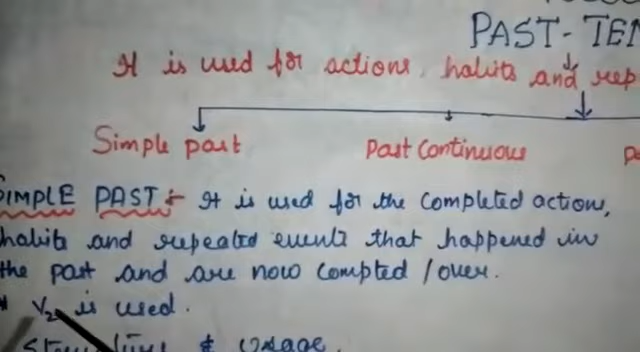 PAST-TEN
It is used for actions, habits and rep
Simple past Past Continuous
SIMPLE PAST:- It is used for the completed action,
habits and repeated events that happened in
the past and are now compted / over.
V2 is used.
Structure & Usage.